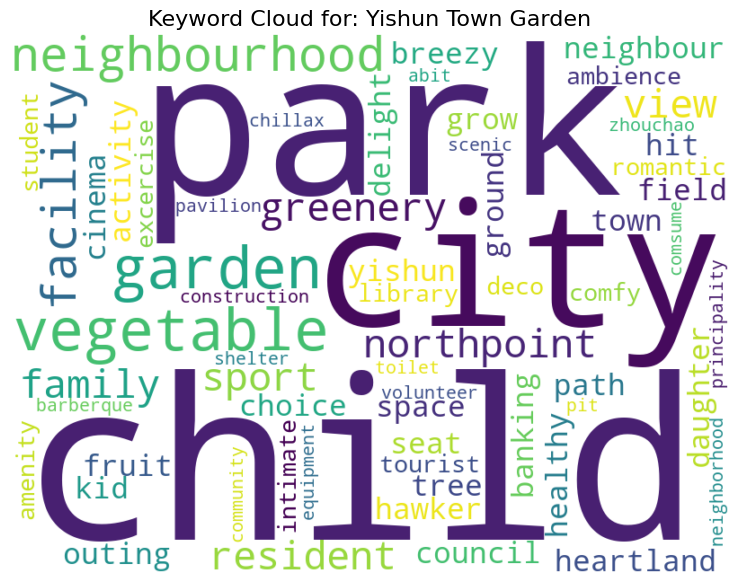 Keyword Cloud for: Yishun Town Garden
neighbourhood
breezy
neighbour
abit
ambience
park
student
facility
cinema
activity
excercise
chillax
delight
grow
scenic
view
zhouchao
hit
romantic
field
pavilion
greenery
ground
town
comsume
garden
city
yishun
library
deco
comfy
construction
principality
vegetable
northpoint
shelter
toilet
family
sport
volunteer
daughter
barberque
choice
space
banking
path
pit
child
amenity
fruit
kid
community
intimate
equipment
seat
tourist
tree
hawker
healthy
neighborhood
outing
resident
council
heartland